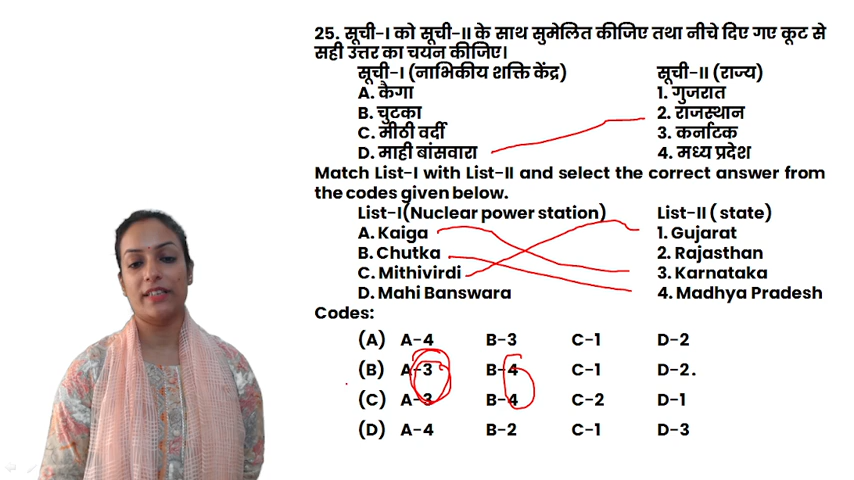 25. सूची-I को सूची-II के साथ सुमेलित कीजिए तथा नीचे दिए गए कूट से
सही उत्तर का चयन कीजिए।
सूची-I (नाभिकीय शक्ति केंद्र) सूची-II (राज्य)
A. कैगा 1. गुजरात
B. चुटका 2. राजस्थान
C. मीठी वर्दी 3. कर्नाटक
D. माही बांसवारा 4. मध्य प्रदेश
Match List-I with List-II and select the correct answer from
the codes given below.
List-I(Nuclear power station) List-II ( state)
A. Kaiga 1. Gujarat
B. Chutka 2. Rajasthan
C. Mithivirdi 3. Karnataka
D. Mahi Banswara 4. Madhya Pradesh
Codes:
(A) A-4 B-3 C-1 D-2
(B) A-3 B-4 C-1 D-2.
(C) A-3 B-4 C-2 D-1
(D) A-4 B-2 C-1 D-3